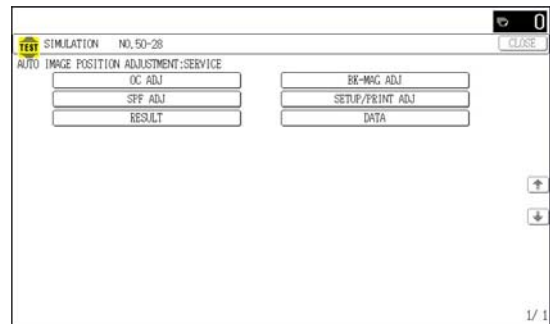 0
TEST SIMULATION NO.50-28 CLOSE
AUTO IMAGE POSITION ADJUSTMENT:SERVICE
OC ADJ BK-MAG ADJ
SPF ADJ SETUP/PRINT ADJ
RESULT DATA
1/ 1